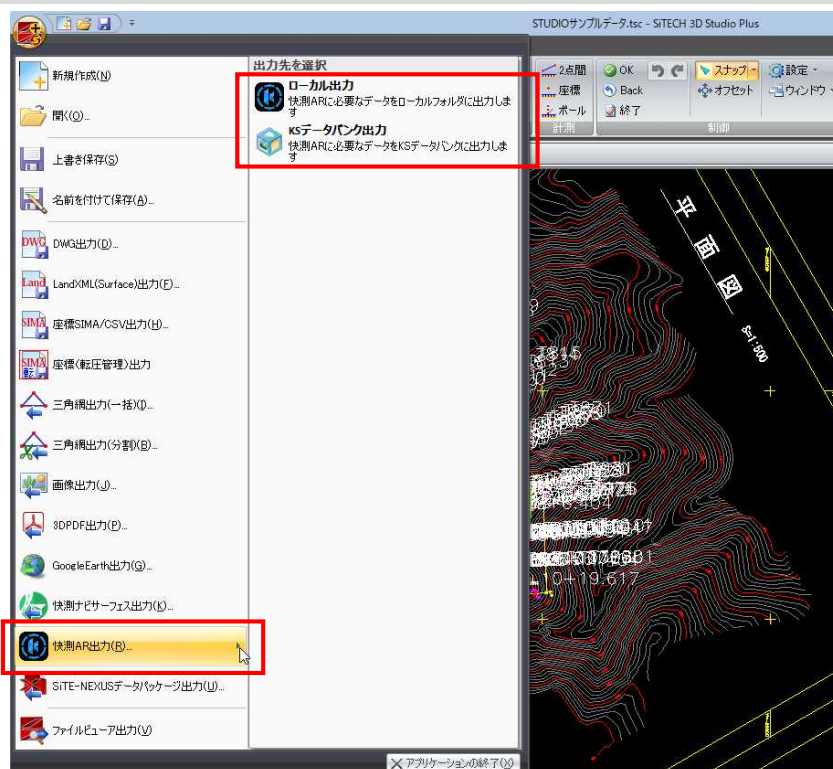 STUDIOサンプルデータ.tsc - SiTECH 3D Studio Plus
新規作成(N)
開く(O)...
上書き保存(S)
名前を付けて保存(A)...
DWG
DWG出力(D)...
Land
LandXML(Surface)出力(F)...
SIMA
座標SIMA/CSV出力(H)...
SIMA
転
座標(転圧管理)出力
三角網出力(一括)(I)...
三角網出力(分割)(B)...
画像出力(J)...
3DPDF出力(P)...
GoogleEarth出力(G)...
快測ナビサーフェス出力(K)...
快測AR出力(R)...
SiTE-NEXUSデータパッケージ出力(U)...
ファイルビューア出力(V)
出力先を選択
ローカル出力
快測ARに必要なデータをローカルフォルダに出力しま
す
KSデータバンク出力
快測ARに必要なデータをKSデータバンクに出力しま
す
アプリケーションの終了(X)
2点間
座標
ポール
計測
OK
Back
終了
スナップ
オフセット
設定
ウィンドウ
制御
平面図
S=1:500
10+19.617